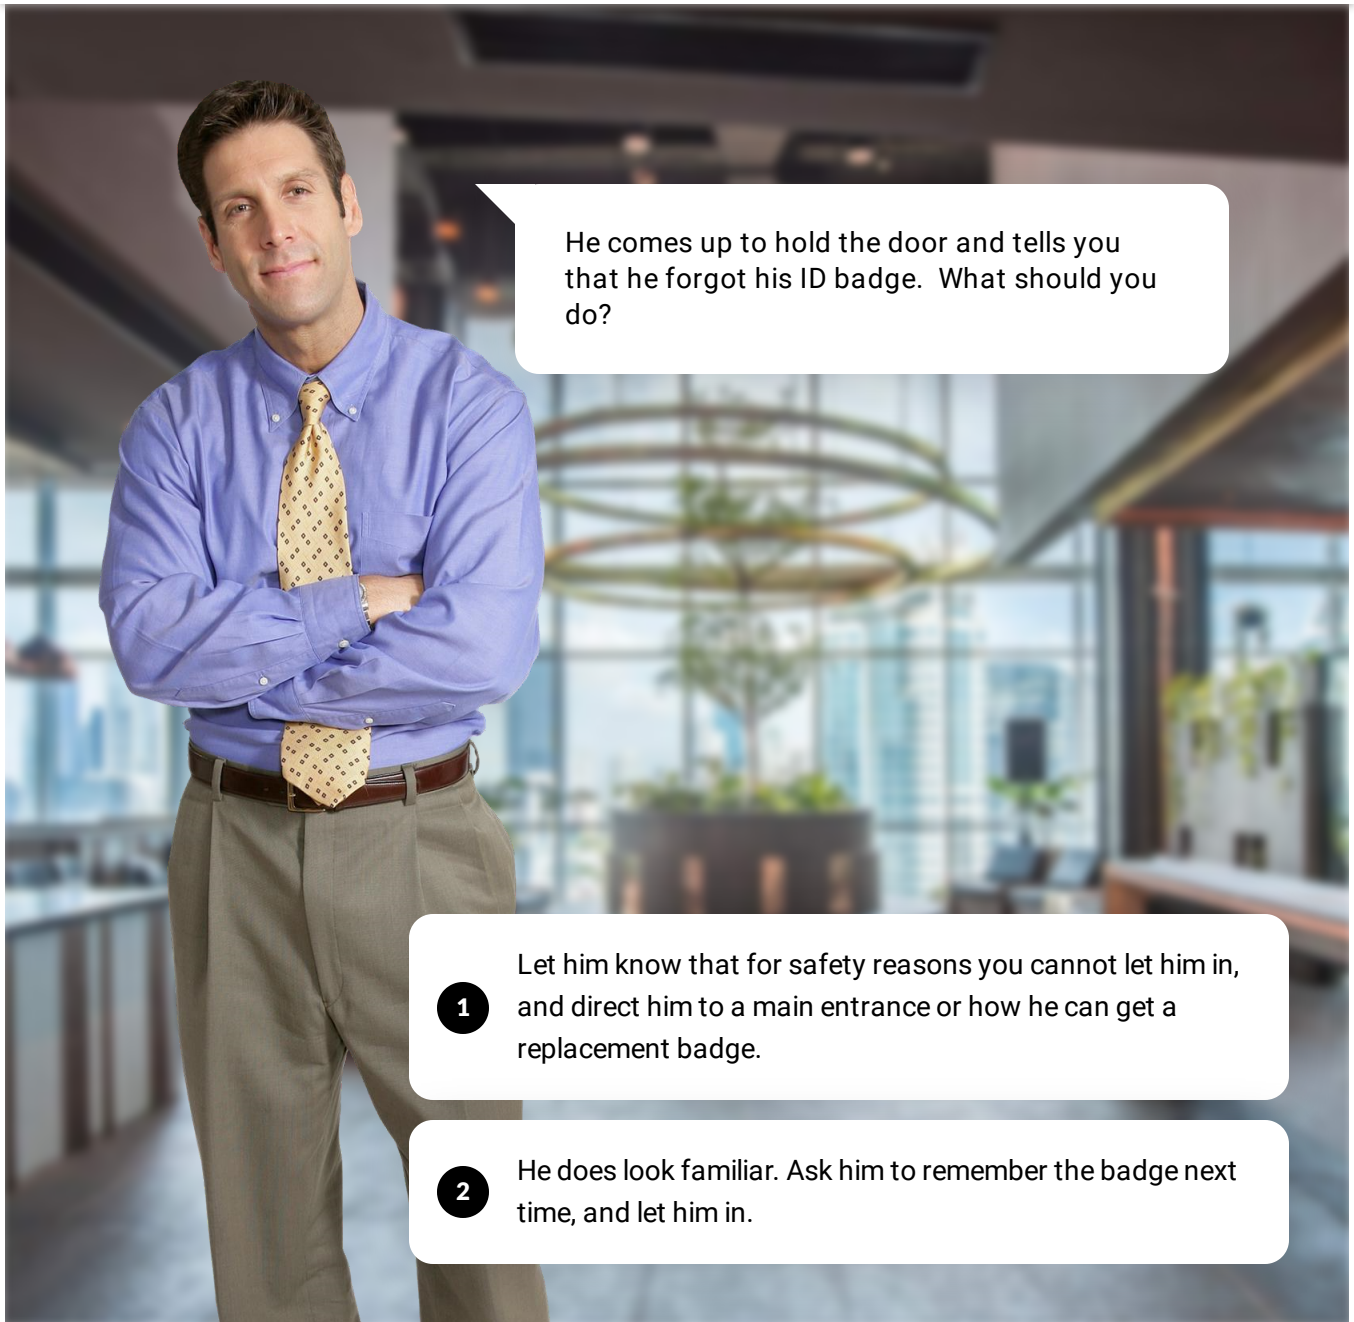 He comes up to hold the door and tells you
that he forgot his ID badge.  What should you
do?
1
Let him know that for safety reasons you cannot let him in,
and direct him to a main entrance or how he can get a
replacement badge.
2
He does look familiar. Ask him to remember the badge next
time, and let him in.